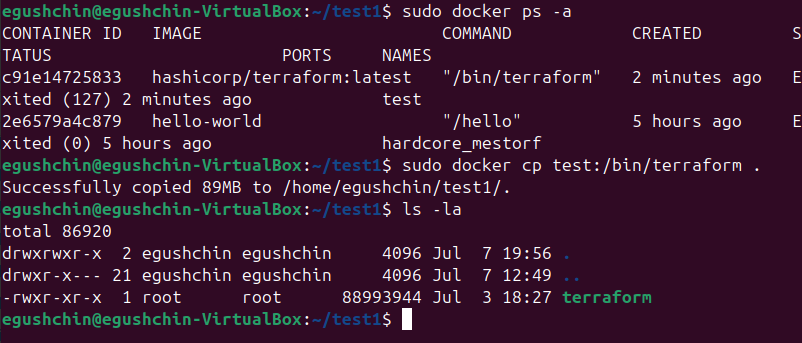 egushchin@egushchin-VirtualBox:~/test1$ sudo docker ps -a
CONTAINER ID   IMAGE                        COMMAND            CREATED         S
TATUS                       PORTS     NAMES
c91e14725833   hashicorp/terraform:latest   "/bin/terraform"   2 minutes ago   E
xited (127) 2 minutes ago             test
2e6579a4c879   hello-world                  "/hello"           5 hours ago     E
xited (0) 5 hours ago                 hardcore_mestorf
egushchin@egushchin-VirtualBox:~/test1$ sudo docker cp test:/bin/terraform .
Successfully copied 89MB to /home/egushchin/test1/.
egushchin@egushchin-VirtualBox:~/test1$ ls -la
total 86920
drwxrwxr-x  2 egushchin egushchin     4096 Jul  7 19:56 .
drwxr-x--- 21 egushchin egushchin     4096 Jul  7 12:49 ..
-rwxr-xr-x  1 root      root      88993944 Jul  3 18:27 terraform
egushchin@egushchin-VirtualBox:~/test1$